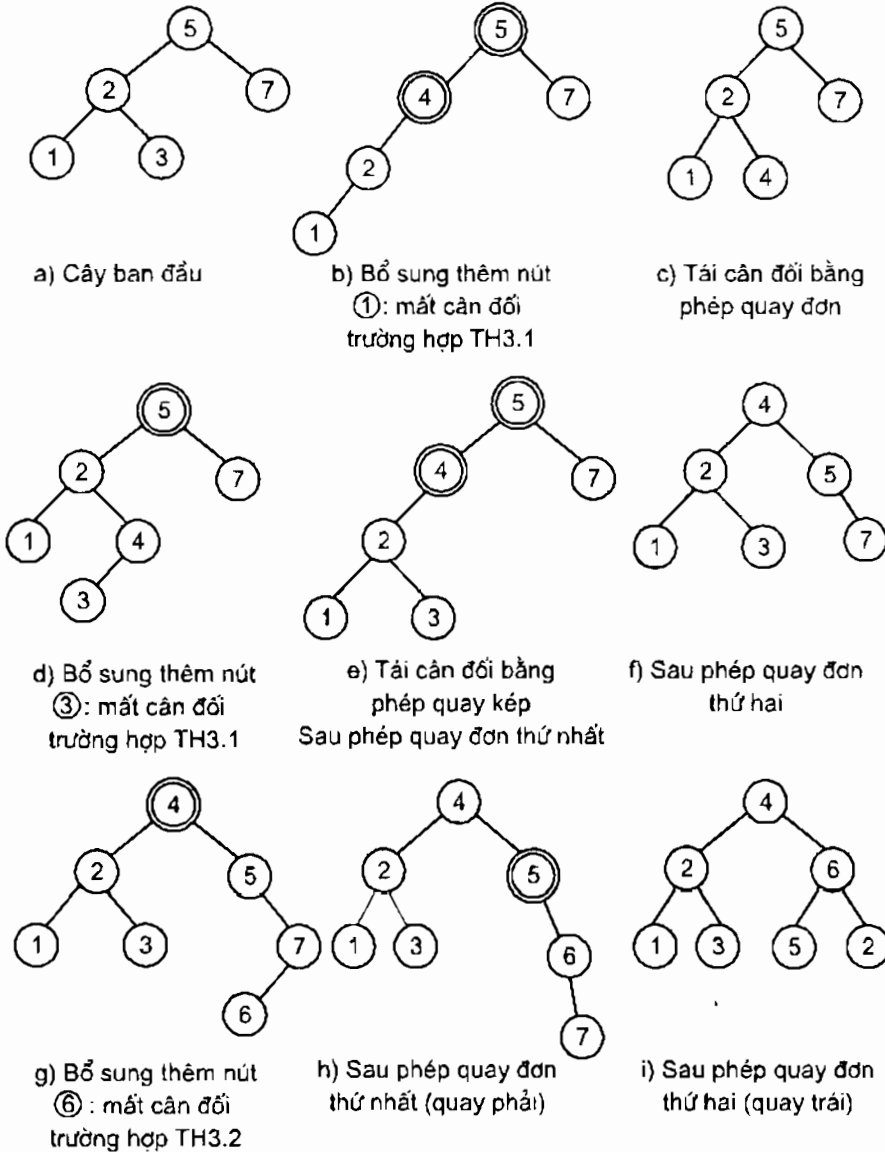 5
2 7
1 3
a) Cây ban đầu
5
4 7
2
1
b) Bổ sung thêm nút
①: mất cân đối
trường hợp TH3.1
5
2 7
1 4
c) Tái cân đối bằng
phép quay đơn
5
2 7
1 4
3
d) Bổ sung thêm nút
③: mất cân đối
trường hợp TH3.1
5
4 7
2
1 3
e) Tái cân đối bằng
phép quay kép
Sau phép quay đơn thứ nhất
4
2 5
1 3 7
f) Sau phép quay đơn
thứ hai
4
2 5
1 3 7
6
g) Bổ sung thêm nút
⑥ : mất cân đối
trường hợp TH3.2
4
2 5
1 3 6
7
h) Sau phép quay đơn
thứ nhất (quay phải)
4
2 6
1 3 5 2
i) Sau phép quay đơn
thứ hai (quay trái)